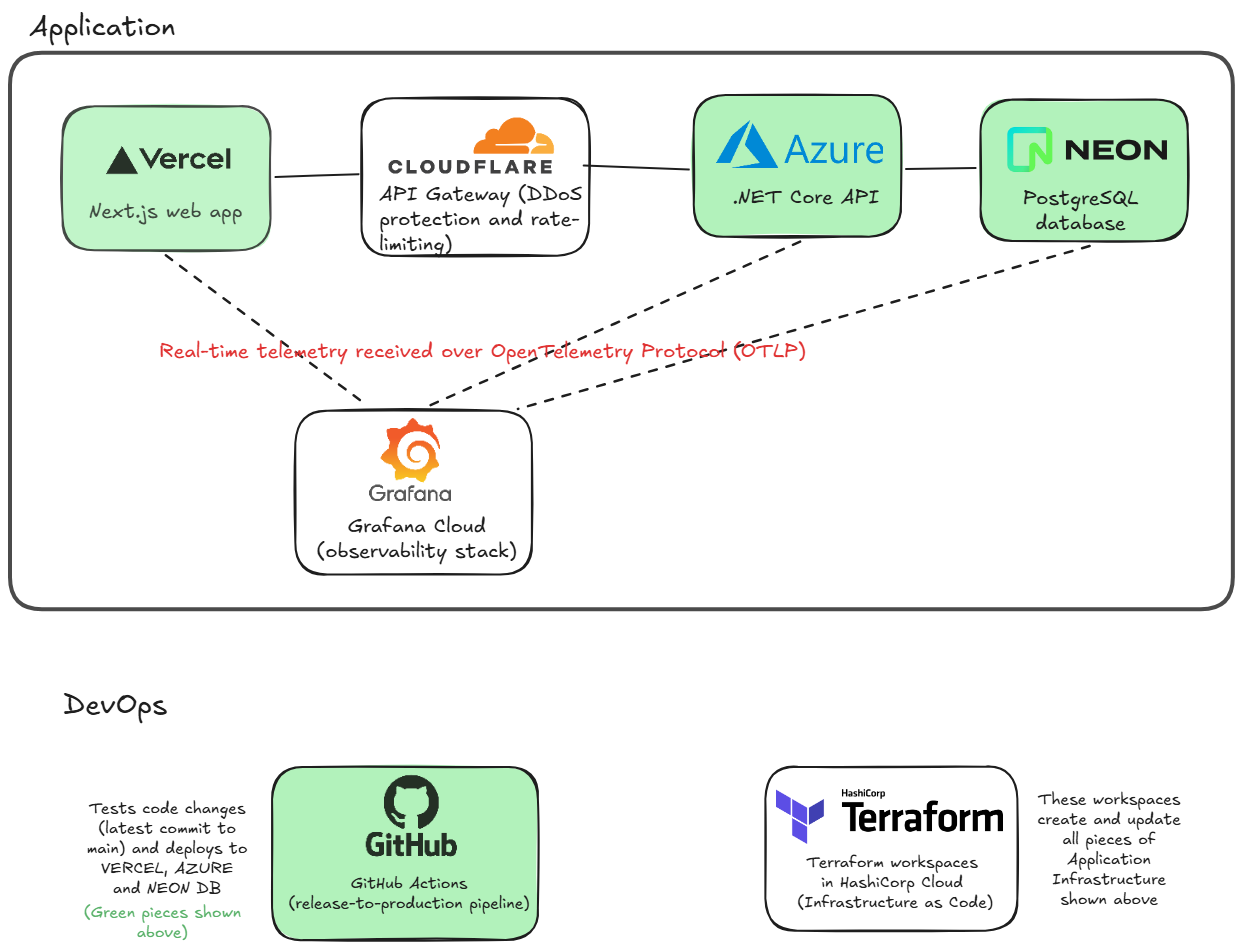 Application
Vercel
Next.js web app
CLOUDFLARE
API Gateway (DDoS
protection and rate-
limiting)
Azure
.NET Core API
NEON
PostgreSQL
database
Real-time telemetry received over OpenTelemetry Protocol (OTLP)
Grafana
Grafana Cloud
(observability stack)
DevOps
Tests code changes
(latest commit to
main) and deploys to
VERCEL, AZURE
and NEON DB
(Green pieces shown
above)
GitHub
GitHub Actions
(release-to-production pipeline)
HashiCorp
Terraform
Terraform workspaces
in HashiCorp Cloud
(Infrastructure as Code)
These workspaces
create and update
all pieces of
Application
Infrastructure
shown above